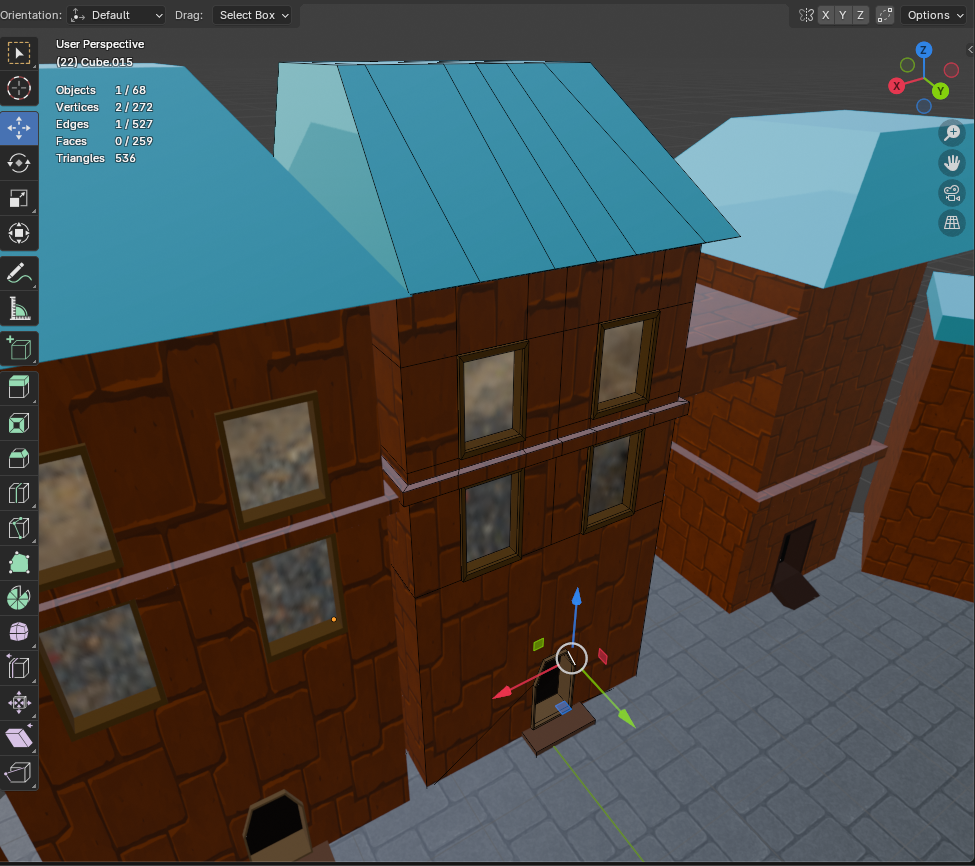 Orientation: Default Drag: Select Box X Y Z Options
User Perspective
(22) Cube.015
Objects 1 / 68
Vertices 2 / 272
Edges 1 / 527
Faces 0 / 259
Triangles 536
Z
X
Y